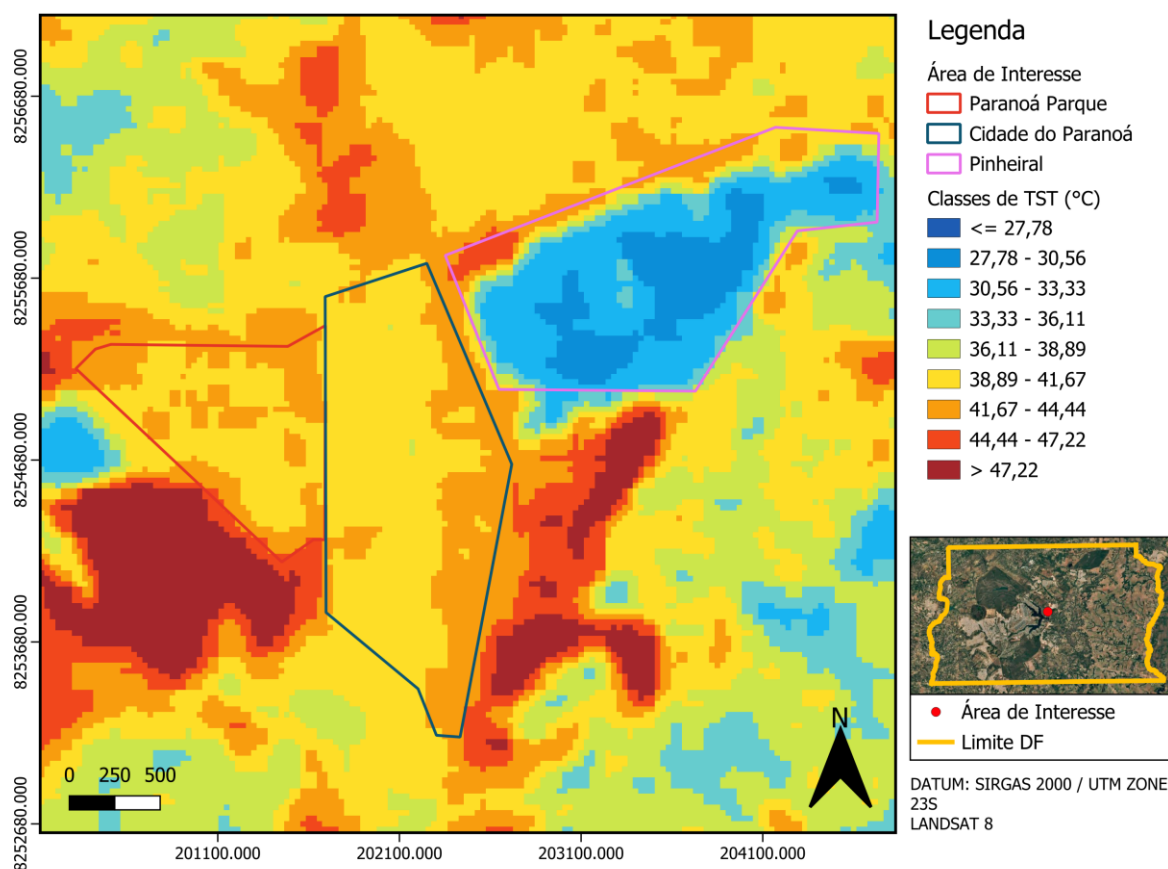 8256680.000
8255680.000
8254680.000
8253680.000
8252680.000
201100.000
202100.000
203100.000
204100.000
0 250 500
N
Legenda
Área de Interesse
Paranoá Parque
Cidade do Paranoá
Pinheiral
Classes de TST (°C)
<= 27,78
27,78 - 30,56
30,56 - 33,33
33,33 - 36,11
36,11 - 38,89
38,89 - 41,67
41,67 - 44,44
44,44 - 47,22
> 47,22
Área de Interesse
Limite DF
DATUM: SIRGAS 2000 / UTM ZONE
23S
LANDSAT 8